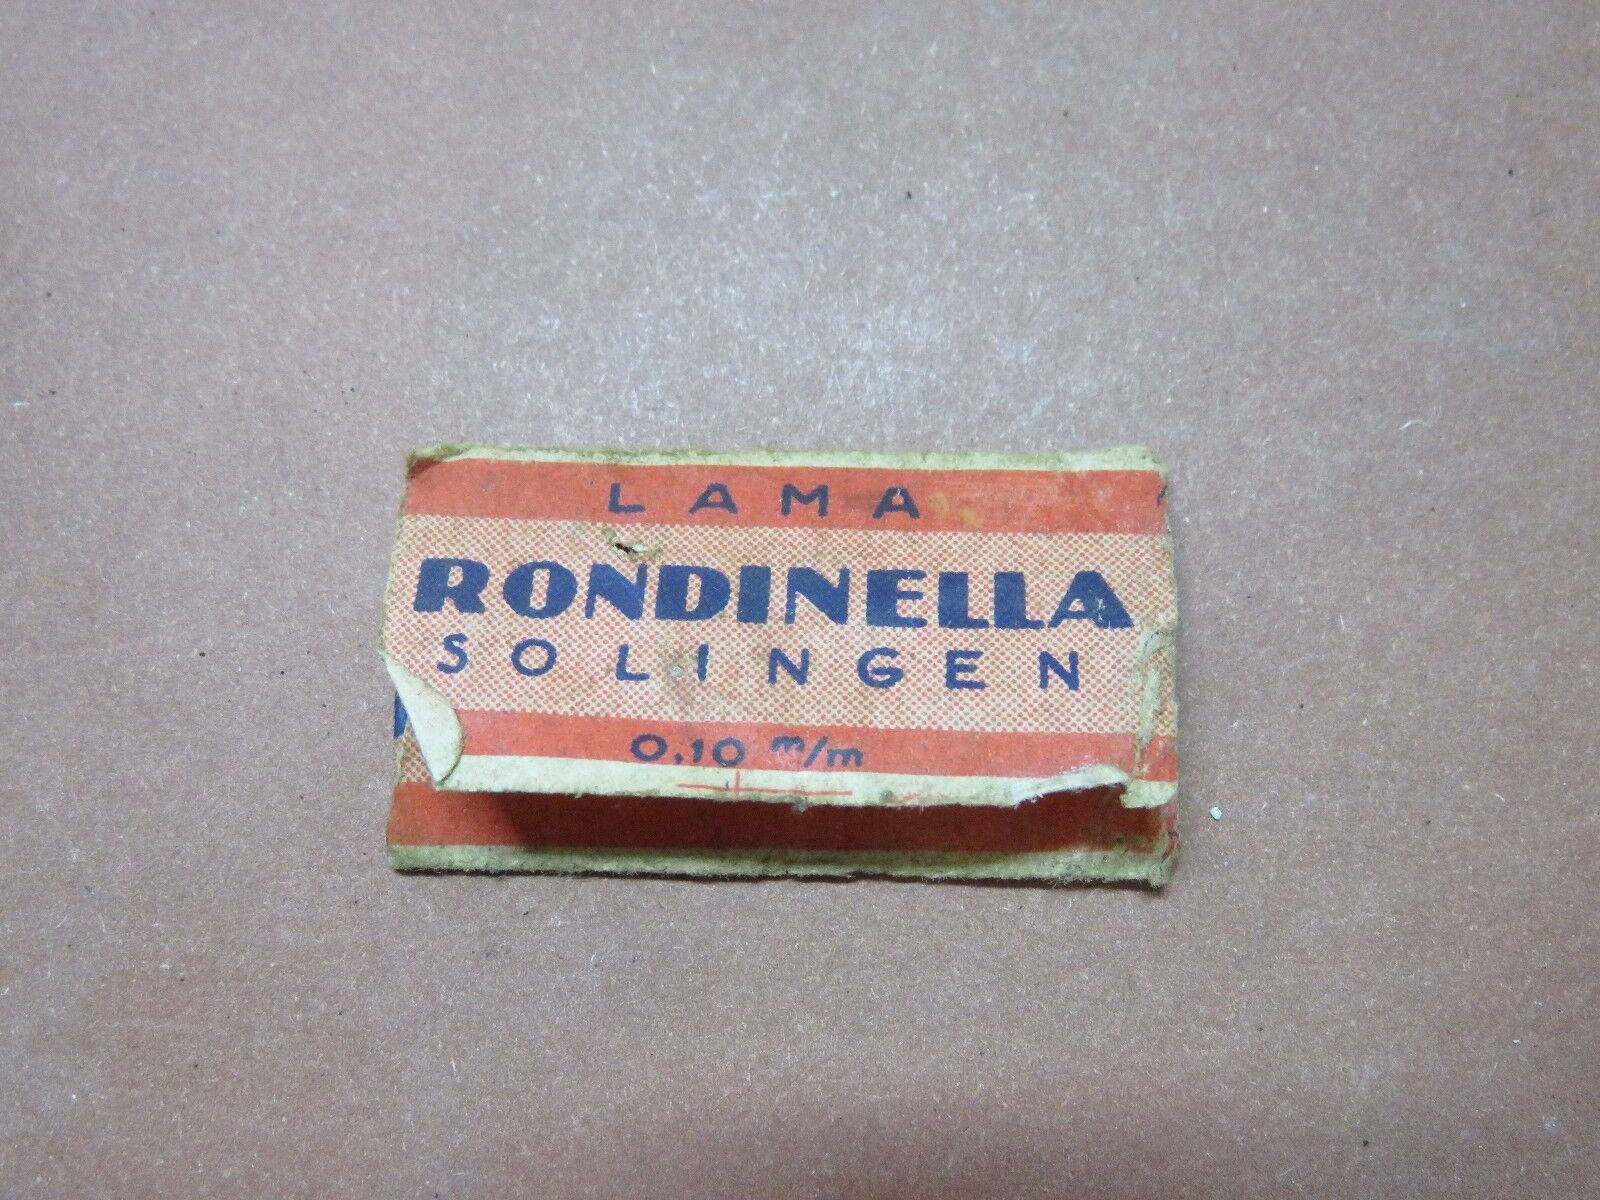 LAMA
RONDINELLA
SOLINGEN
0,10 m/m